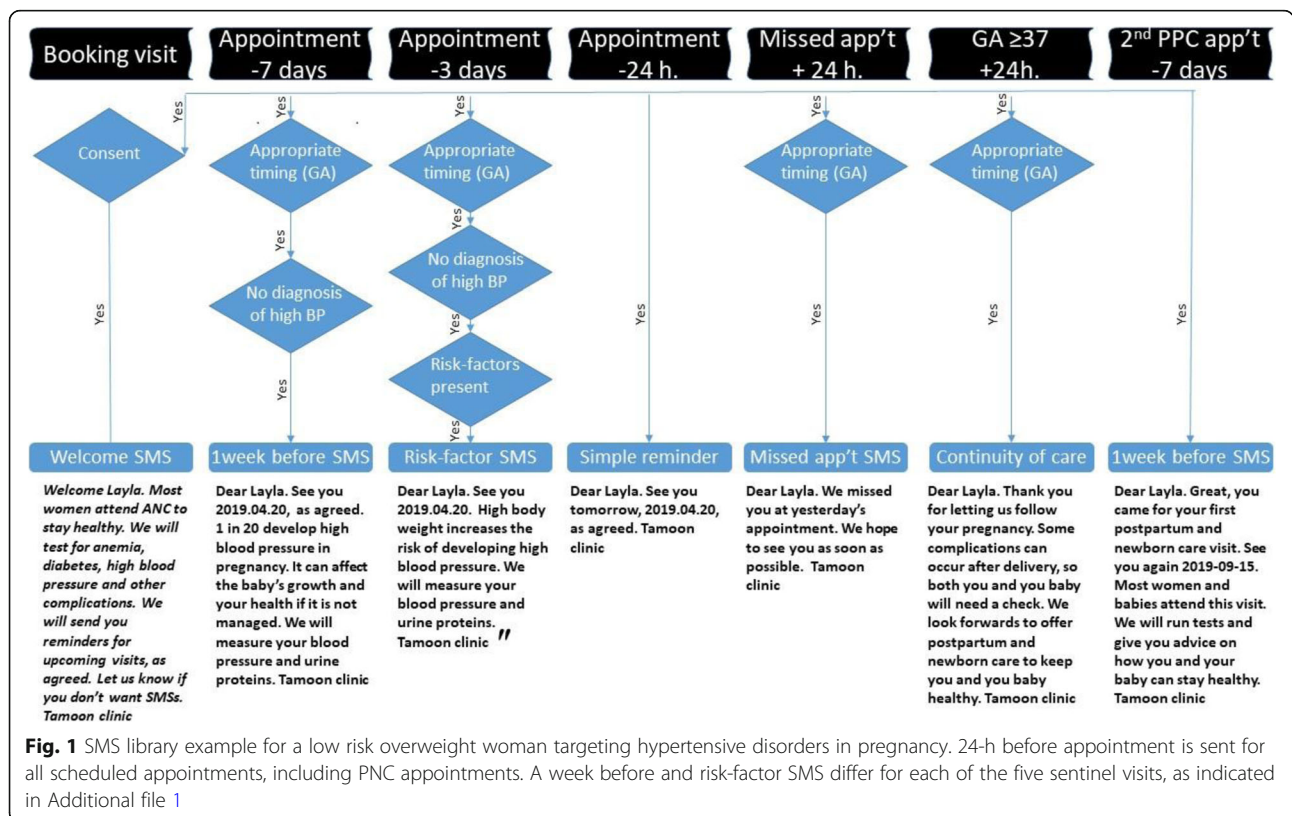 Booking visit
Appointment
-7 days
Appointment
-3 days
Appointment
-24 h.
Missed app't
+ 24 h.
GA ≥37
+24h.
2nd PPC app't
-7 days
Yes
Yes
Yes
Yes
Yes
Yes
Yes
Consent
Appropriate
timing (GA)
Appropriate
timing (GA)
Appropriate
timing (GA)
Appropriate
timing (GA)
Yes
Yes
No diagnosis
of high BP
No diagnosis
of high BP
Yes
Yes
Yes
Yes
Yes
Yes
Risk-factors
present
Yes
Yes
Welcome SMS
Welcome Layla. Most
women attend ANC to
stay healthy. We will
test for anemia,
diabetes, high blood
pressure and other
complications. We
will send you
reminders for
upcoming visits, as
agreed. Let us know if
you don't want SMSs.
Tamoon clinic
1week before SMS
Dear Layla. See you
2019.04.20, as agreed.
1 in 20 develop high
blood pressure in
pregnancy. It can affect
the baby's growth and
your health if it is not
managed. We will
measure your blood
pressure and urine
proteins. Tamoon clinic
Risk-factor SMS
Dear Layla. See you
2019.04.20. High body
weight increases the
risk of developing high
blood pressure. We
will measure your
blood pressure and
urine proteins.
Tamoon clinic "
Simple reminder
Dear Layla. See you
tomorrow, 2019.04.20,
as agreed. Tamoon
clinic
Missed app't SMS
Dear Layla. We missed
you at yesterday's
appointment. We hope
to see you as soon as
possible. Tamoon
clinic
Continuity of care
Dear Layla. Thank you
for letting us follow
your pregnancy. Some
complications can
occur after delivery, so
both you and you baby
will need a check. We
look forwards to offer
postpartum and
newborn care to keep
you and you baby
healthy. Tamoon clinic
1week before SMS
Dear Layla. Great, you
came for your first
postpartum and
newborn care visit. See
you again 2019-09-15.
Most women and
babies attend this visit.
We will run tests and
give you advice on
how you and your
baby can stay healthy.
Tamoon clinic
Fig. 1 SMS library example for a low risk overweight woman targeting hypertensive disorders in pregnancy. 24-h before appointment is sent for
all scheduled appointments, including PNC appointments. A week before and risk-factor SMS differ for each of the five sentinel visits, as indicated
in Additional file 1